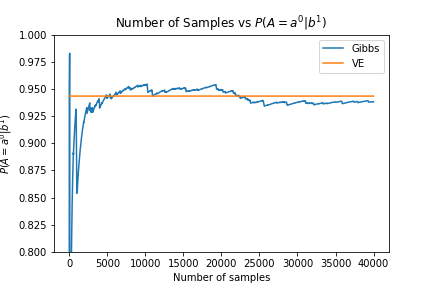 Number of Samples vs P(A = a⁰|b¹)
Gibbs
VE
P(A = a⁰|b¹)
1.000
0.975
0.950
0.925
0.900
0.875
0.850
0.825
0.800
0 5000 10000 15000 20000 25000 30000 35000 40000
Number of samples